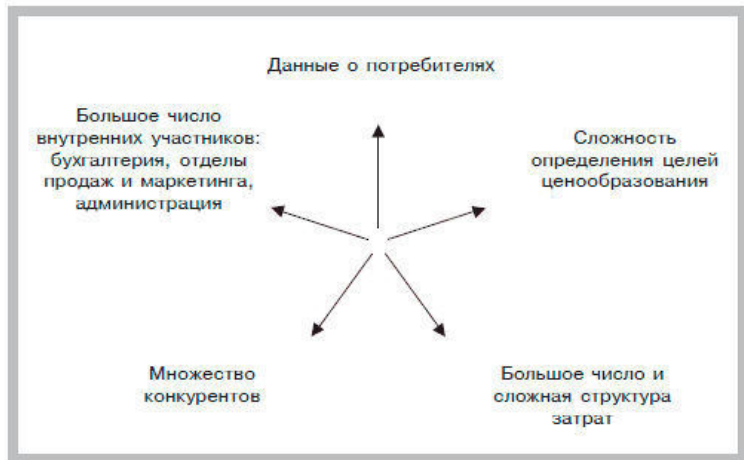 Данные о потребителях
Большое число
внутренних участников:
бухгалтерия, отделы
продаж и маркетинга,
администрация
Сложность
определения целей
ценообразования
Множество
конкурентов
Большое число и
сложная структура
затрат